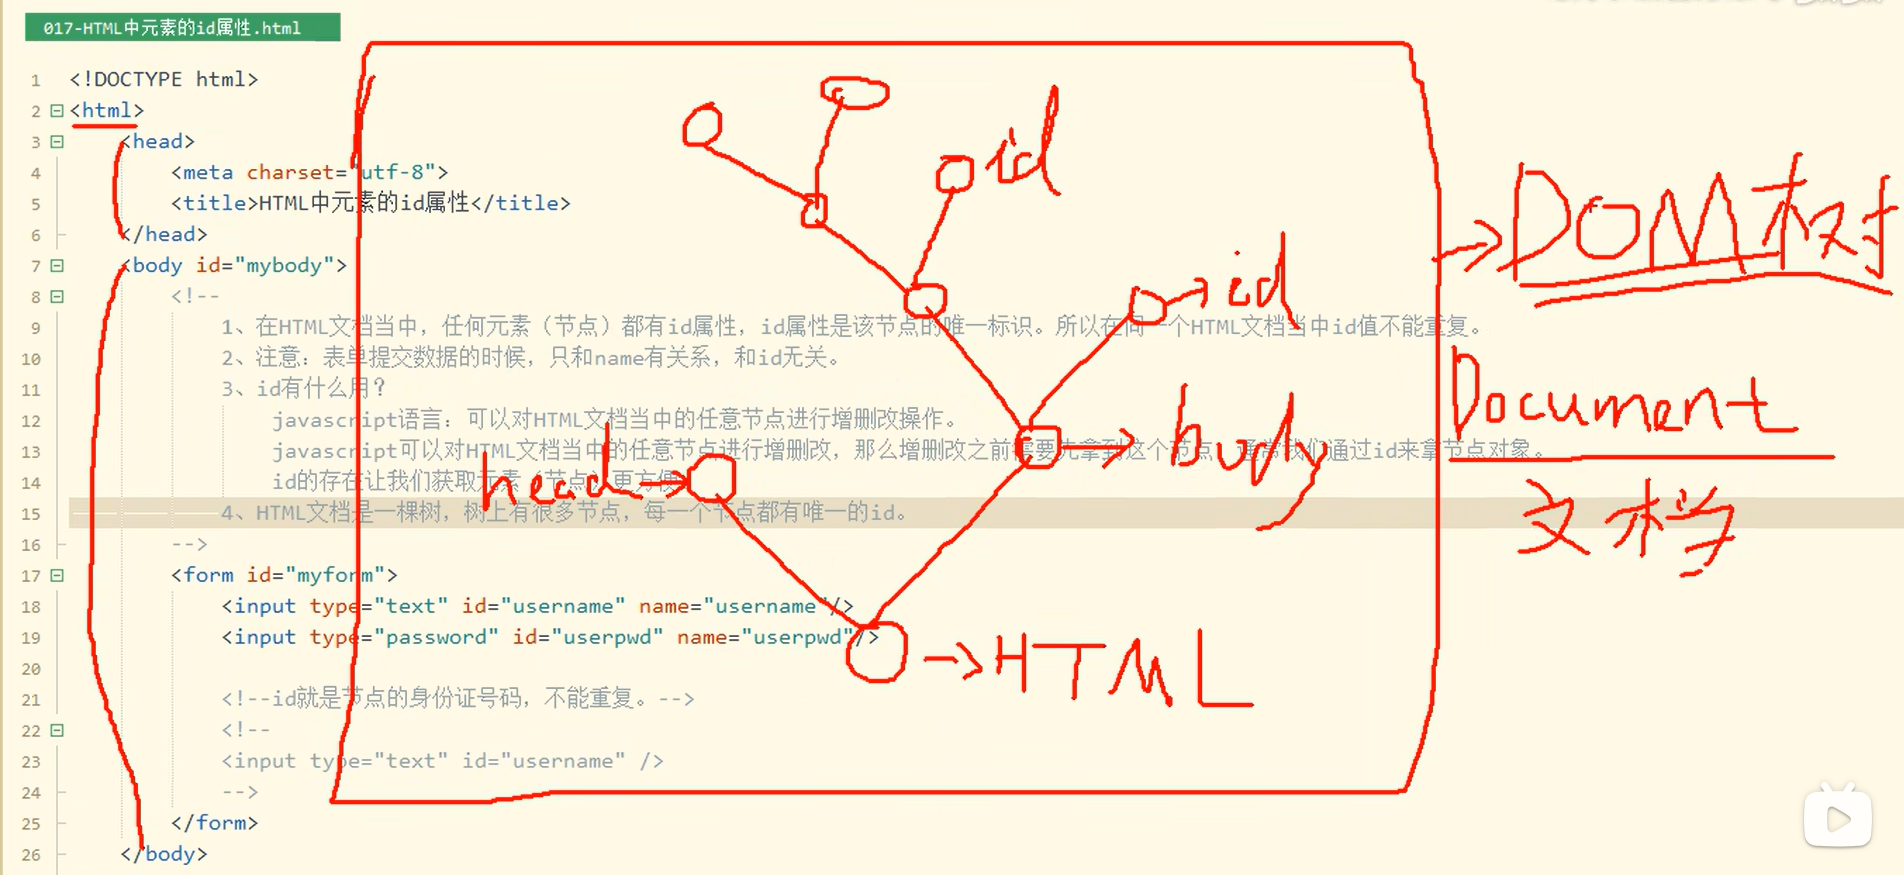 017-HTML中元素的id属性.html
1 <!DOCTYPE html>
2 <html>
3 <head>
4 <meta charset="utf-8">
5 <title>HTML中元素的id属性</title>
6 </head>
7 <body id="mybody">
8 <!--
9 1、在HTML文档当中，任何元素（节点）都有id属性，id属性是该节点的唯一标识。所以在同一个HTML文档当中id值不能重复。
10 2、注意：表单提交数据的时候，只和name有关系，和id无关。
11 3、id有什么用？
12 javascript语言：可以对HTML文档当中的任意节点进行增删改操作。
13 javascript可以对HTML文档当中的任意节点进行增删改，那么增删改之前需要先拿到这个节点，通常我们通过id来拿节点对象。
14 id的存在让我们获取元素（节点）更方便
15 4、HTML文档是一棵树，树上有很多节点，每一个节点都有唯一的id。
16 -->
17 <form id="myform">
18 <input type="text" id="username" name="username"/>
19 <input type="password" id="userpwd" name="userpwd"/>
20
21 <!--id就是节点的身份证号码，不能重复。-->
22 <!--
23 <input type="text" id="username" />
24 -->
25 </form>
26 </body>
id
id
DOM树
Document
文档
body
head
HTML